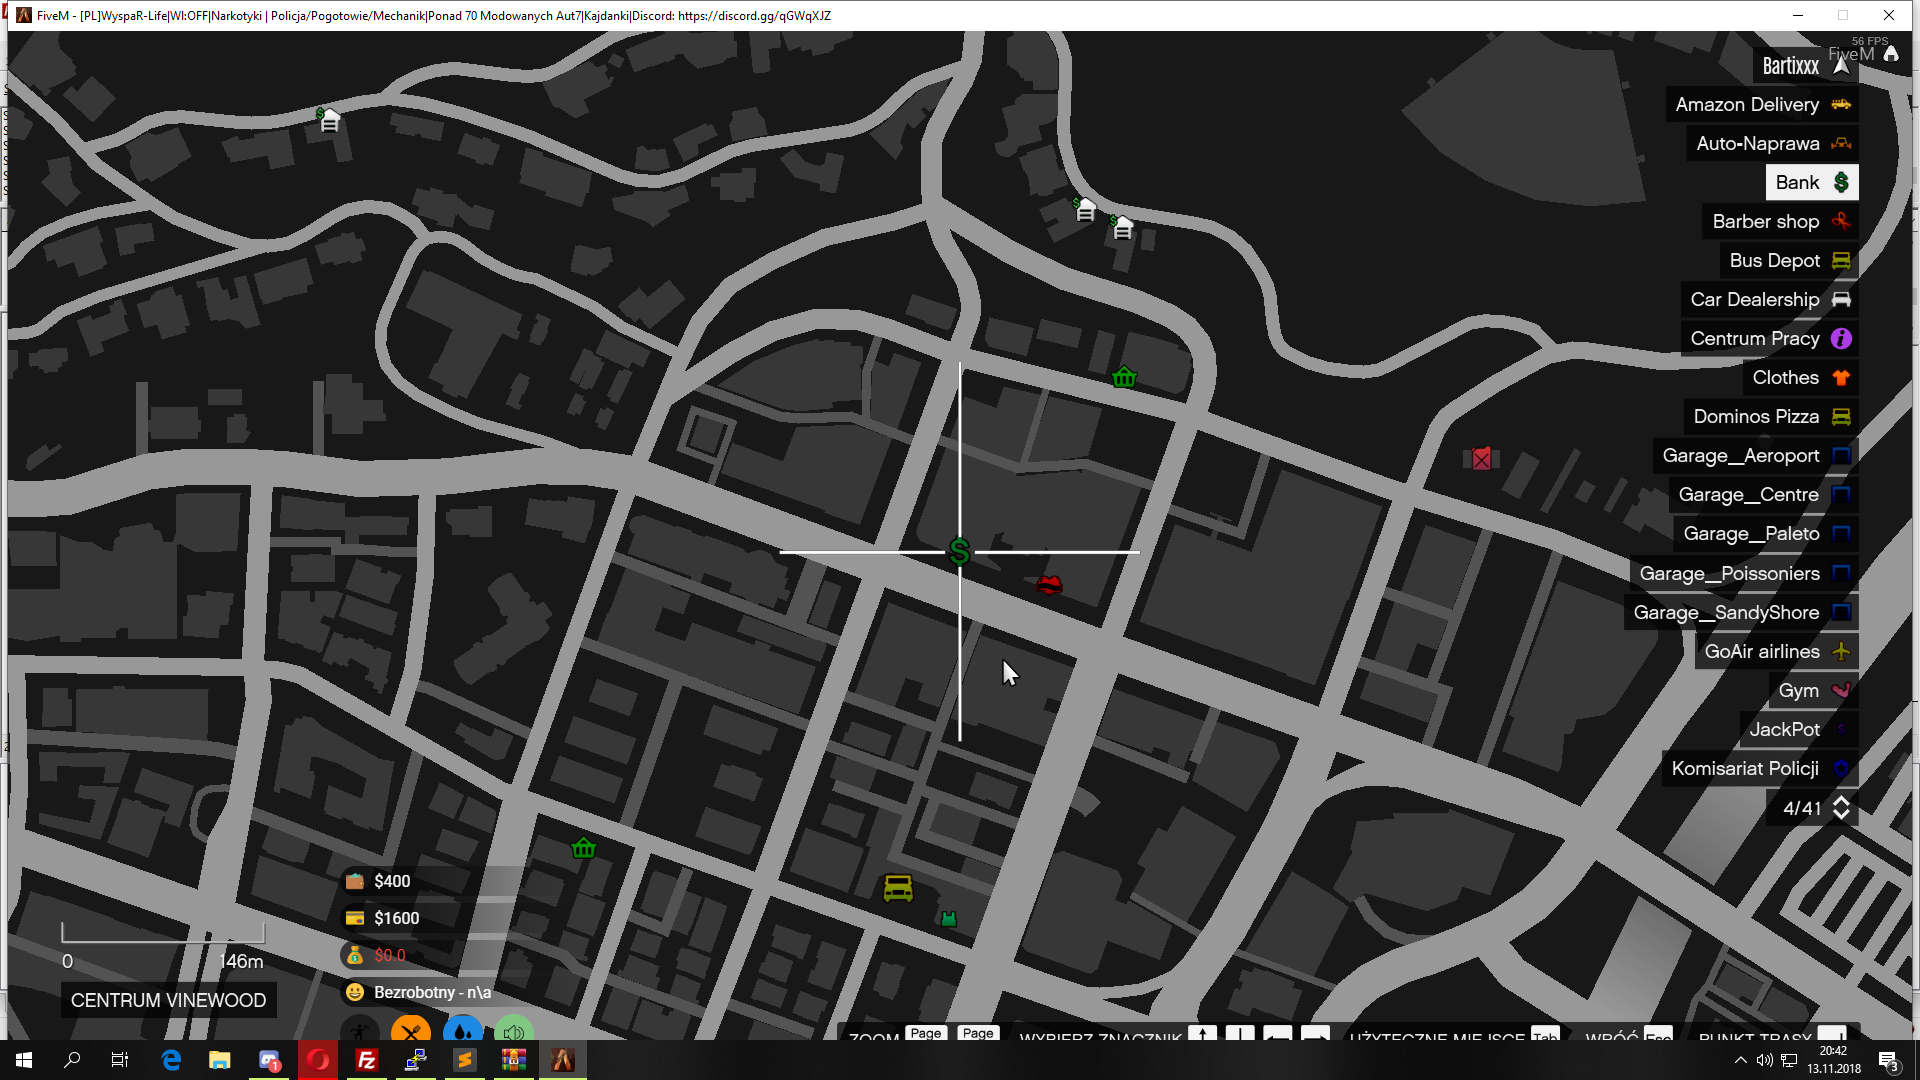 FiveM - [PL]WyspaR-Life|Wl:OFF|Narkotyki | Policja/Pogotowie/Mechanik|Ponad 70 Modowanych Aut7|Kajdanki|Discord: https://discord.gg/qGWqXJZ
56 FPS
FiveM
Bartixxx
Amazon Delivery
Auto-Naprawa
Bank
Barber shop
Bus Depot
Car Dealership
Centrum Pracy
Clothes
Dominos Pizza
Garage_Aeroport
Garage_Centre
Garage_Paleto
Garage_Poissoniers
Garage_SandyShore
GoAir airlines
Gym
JackPot
Komisariat Policji
4/41
$400
$1600
$0.0
Bezrobotny - n\a
0 146m
CENTRUM VINEWOOD
ZOOM Page Page WYBIERZ ZNACZNIK UŻYTECZNE MIEJSCE Tab WRÓĆ Esc PUNKT TRASY
20:42
13.11.2018
1
3